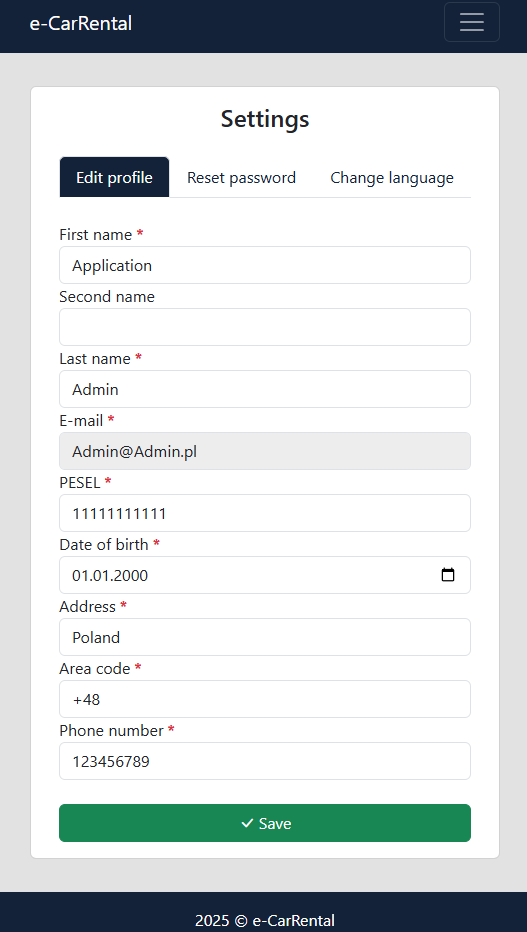 e-CarRental
Settings
Edit profile Reset password Change language
First name *
Application
Second name
Last name *
Admin
E-mail *
Admin@Admin.pl
PESEL *
11111111111
Date of birth *
01.01.2000
Address *
Poland
Area code *
+48
Phone number *
123456789
✓ Save
2025 © e-CarRental